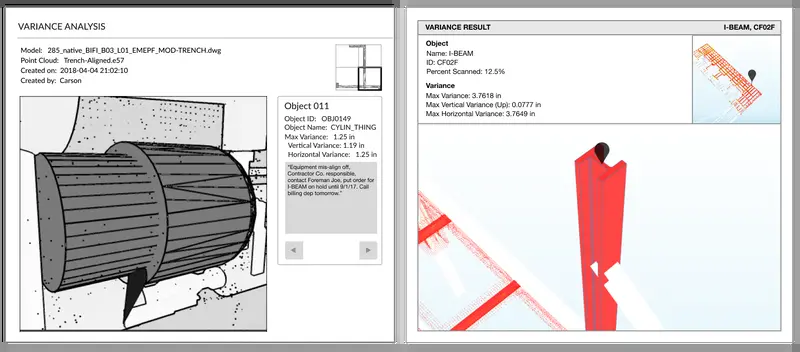 VARIANCE ANALYSIS
Model: 285_native_BIFI_B03_L01_EMEPF_MOD-TRENCH.dwg
Point Cloud: Trench-Aligned.e57
Created on: 2018-04-04 21:02:10
Created by: Carson
Object 011
Object ID: OBJ0149
Object Name: CYLIN_THING
Max Variance: 1.25 in
Vertical Variance: 1.19 in
Horizontal Variance: 1.25 in
"Equipment mis-align off,
Contractor Co. responsible,
contact Foreman Joe, put order for
I-BEAM on hold until 9/1/17. Call
billing dep tomorrow."
VARIANCE RESULT I-BEAM, CF02F
Object
Name: I-BEAM
ID: CF02F
Percent Scanned: 12.5%
Variance
Max Variance: 3.7618 in
Max Vertical Variance (Up): 0.0777 in
Max Horizontal Variance: 3.7649 in